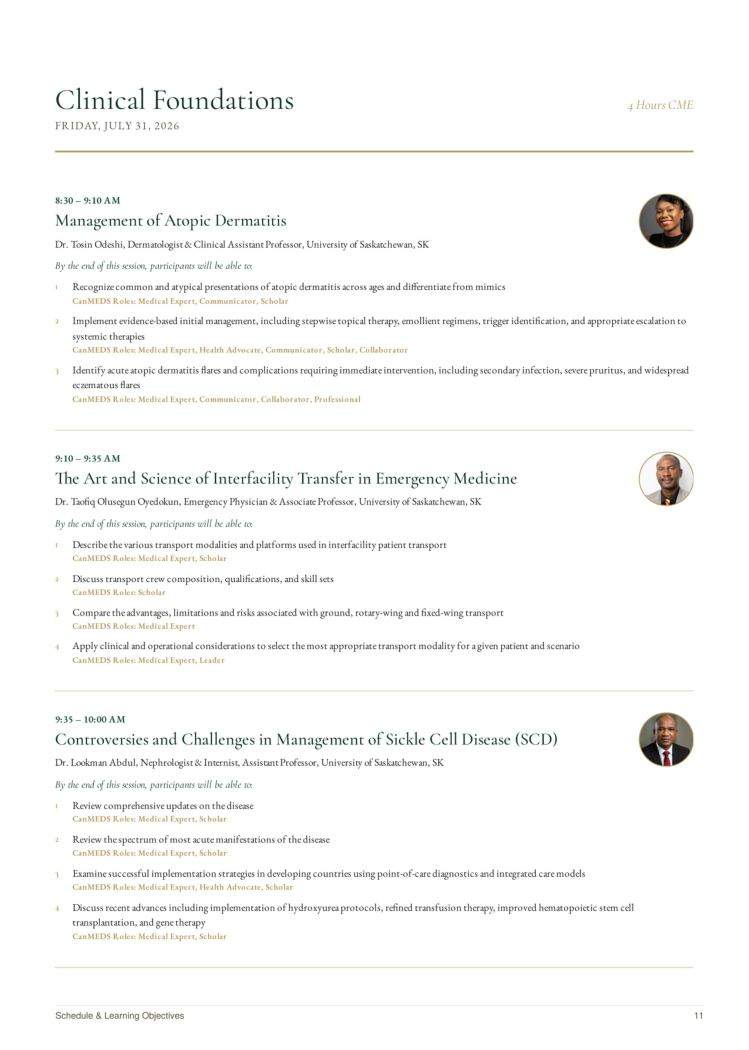 Clinical Foundations
4 Hours CME
FRIDAY, JULY 31, 2026
8:30 – 9:10 AM
Management of Atopic Dermatitis
Dr. Tosin Odeshi, Dermatologist & Clinical Assistant Professor, University of Saskatchewan, SK
By the end of this session, participants will be able to:
1 Recognize common and atypical presentations of atopic dermatitis across ages and differentiate from mimics
CanMEDS Roles: Medical Expert, Communicator, Scholar
2 Implement evidence-based initial management, including stepwise topical therapy, emollient regimens, trigger identification, and appropriate escalation to
systemic therapies
CanMEDS Roles: Medical Expert, Health Advocate, Communicator, Scholar, Collaborator
3 Identify acute atopic dermatitis flares and complications requiring immediate intervention, including secondary infection, severe pruritus, and widespread
eczematous flares
CanMEDS Roles: Medical Expert, Communicator, Collaborator, Professional
9:10 – 9:35 AM
The Art and Science of Interfacility Transfer in Emergency Medicine
Dr. Taofiq Olusegun Oyedokun, Emergency Physician & Associate Professor, University of Saskatchewan, SK
By the end of this session, participants will be able to:
1 Describe the various transport modalities and platforms used in interfacility patient transport
CanMEDS Roles: Medical Expert, Scholar
2 Discuss transport crew composition, qualifications, and skill sets
CanMEDS Roles: Scholar
3 Compare the advantages, limitations and risks associated with ground, rotary-wing and fixed-wing transport
CanMEDS Roles: Medical Expert
4 Apply clinical and operational considerations to select the most appropriate transport modality for a given patient and scenario
CanMEDS Roles: Medical Expert, Leader
9:35 – 10:00 AM
Controversies and Challenges in Management of Sickle Cell Disease (SCD)
Dr. Lookman Abdul, Nephrologist & Internist, Assistant Professor, University of Saskatchewan, SK
By the end of this session, participants will be able to:
1 Review comprehensive updates on the disease
CanMEDS Roles: Medical Expert, Scholar
2 Review the spectrum of most acute manifestations of the disease
CanMEDS Roles: Medical Expert, Scholar
3 Examine successful implementation strategies in developing countries using point-of-care diagnostics and integrated care models
CanMEDS Roles: Medical Expert, Health Advocate, Scholar
4 Discuss recent advances including implementation of hydroxyurea protocols, refined transfusion therapy, improved hematopoietic stem cell
transplantation, and gene therapy
CanMEDS Roles: Medical Expert, Scholar
Schedule & Learning Objectives
11